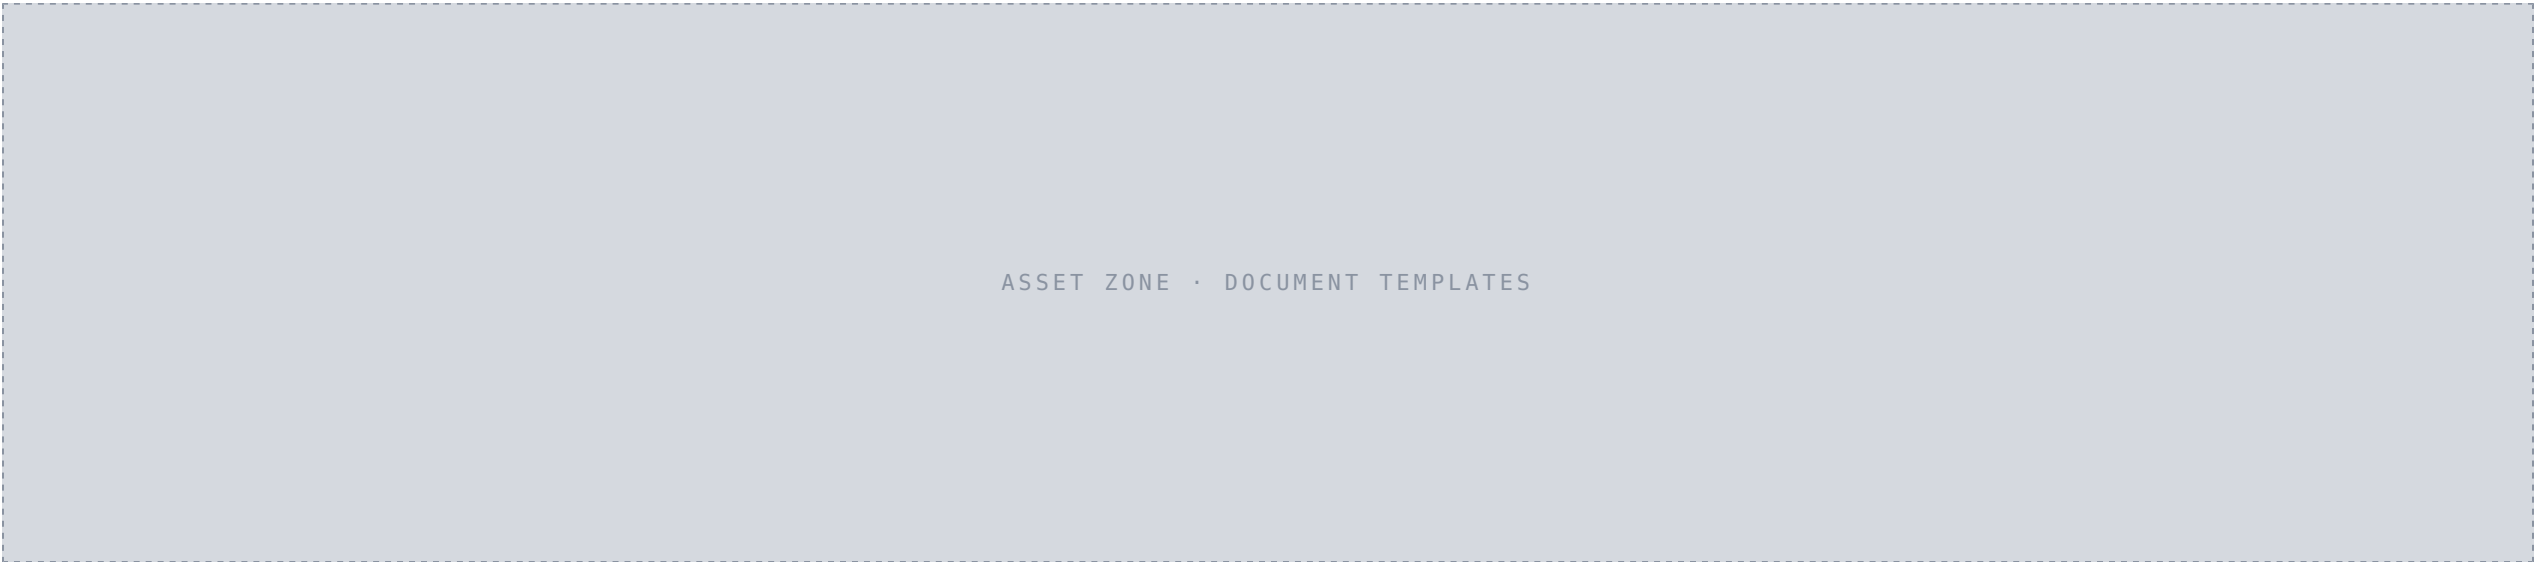 ASSET ZONE · DOCUMENT TEMPLATES